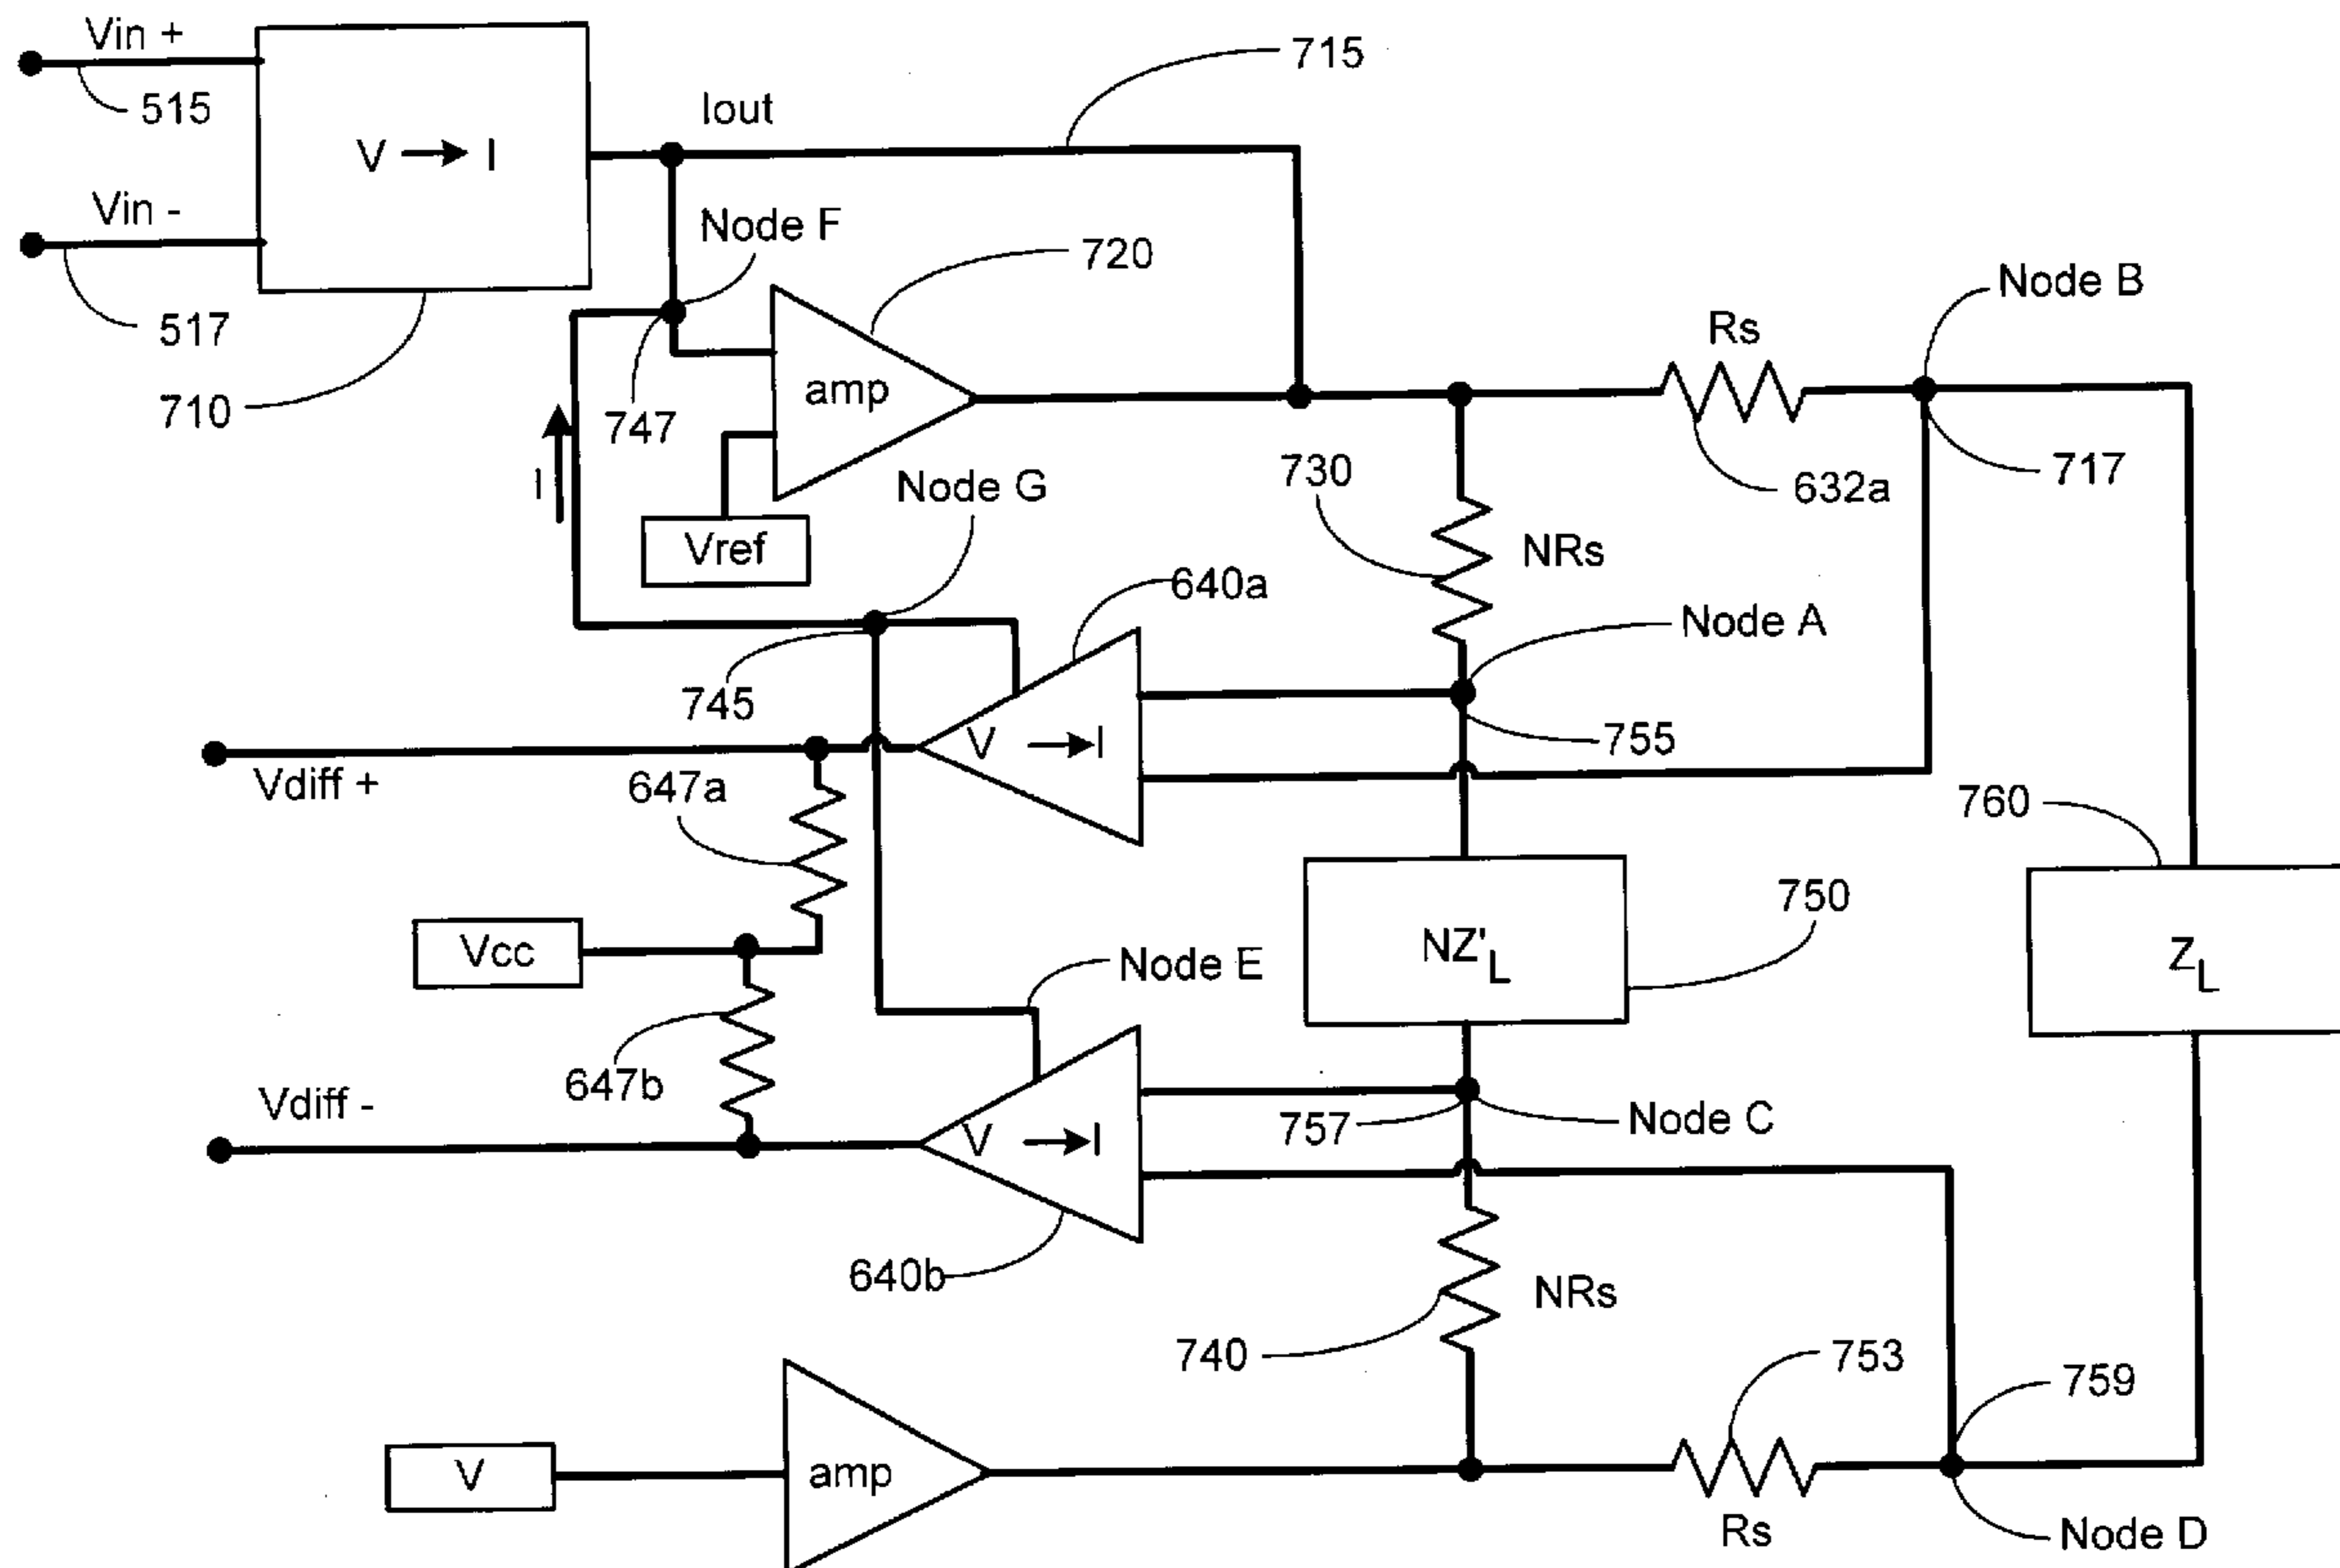 Vin +
515
715
Iout
V → I
Vin -
Node F
720
517
Node B
Rs
710
747
amp
I
717
632a
730
Node G
Vref
NRs
640a
Node A
745
V → I
755
Vdiff +
647a
760
750
Vcc
NZ'L
ZL
Node E
647b
Vdiff -
757
Node C
V → I
640b
NRs
740
753
759
V
amp
Rs
Node D